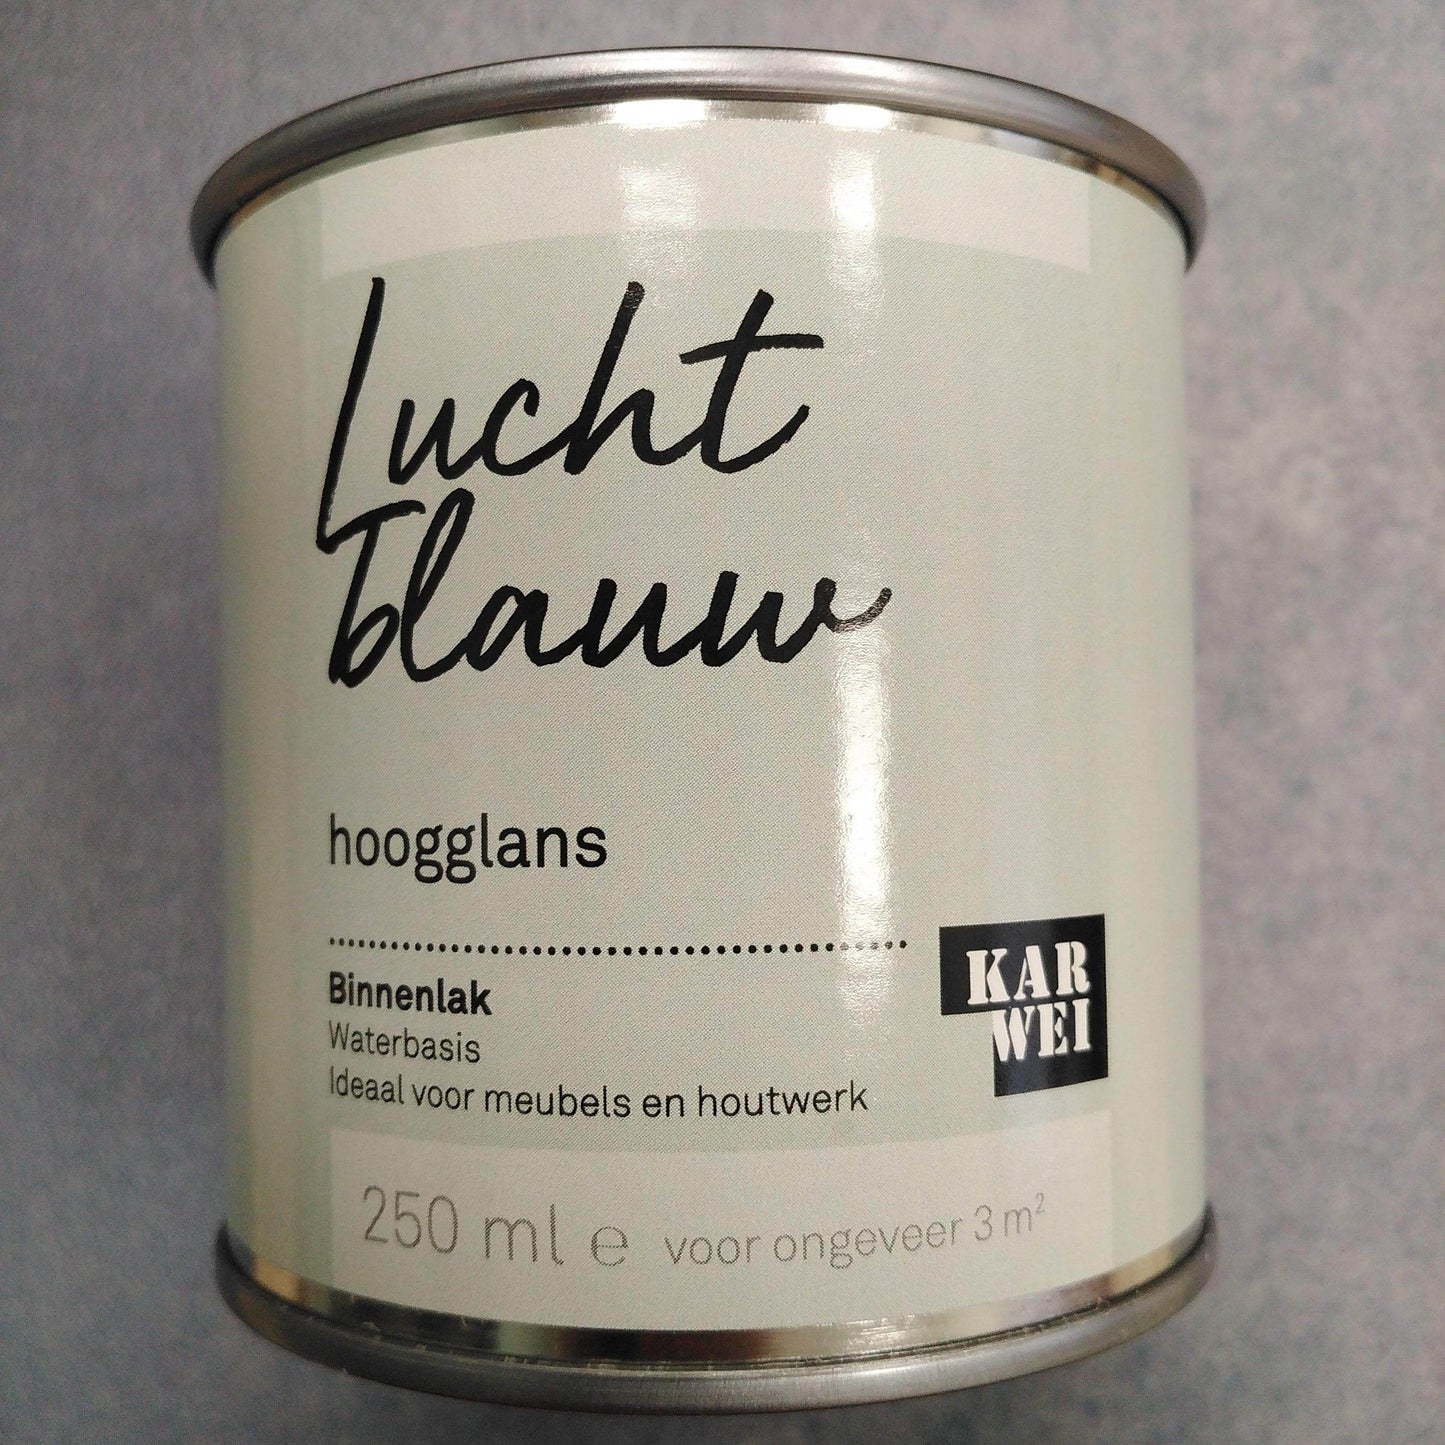 Lucht
blauw
hoogglans
Binnenlak
Waterbasis
Ideaal voor meubels en houtwerk
KAR
WEI
250 ml ℮ voor ongeveer 3 m²